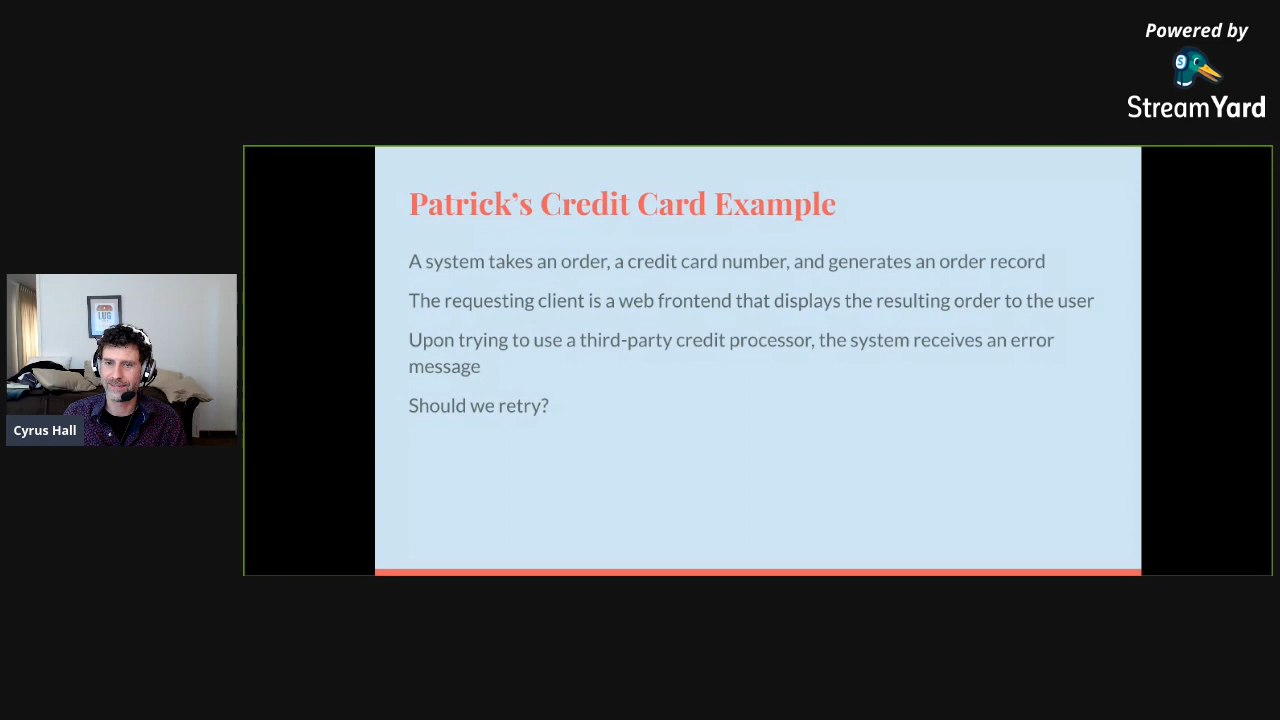 Powered by
StreamYard
Patrick's Credit Card Example
A system takes an order, a credit card number, and generates an order record
The requesting client is a web frontend that displays the resulting order to the user
Upon trying to use a third-party credit processor, the system receives an error
message
Should we retry?
Cyrus Hall